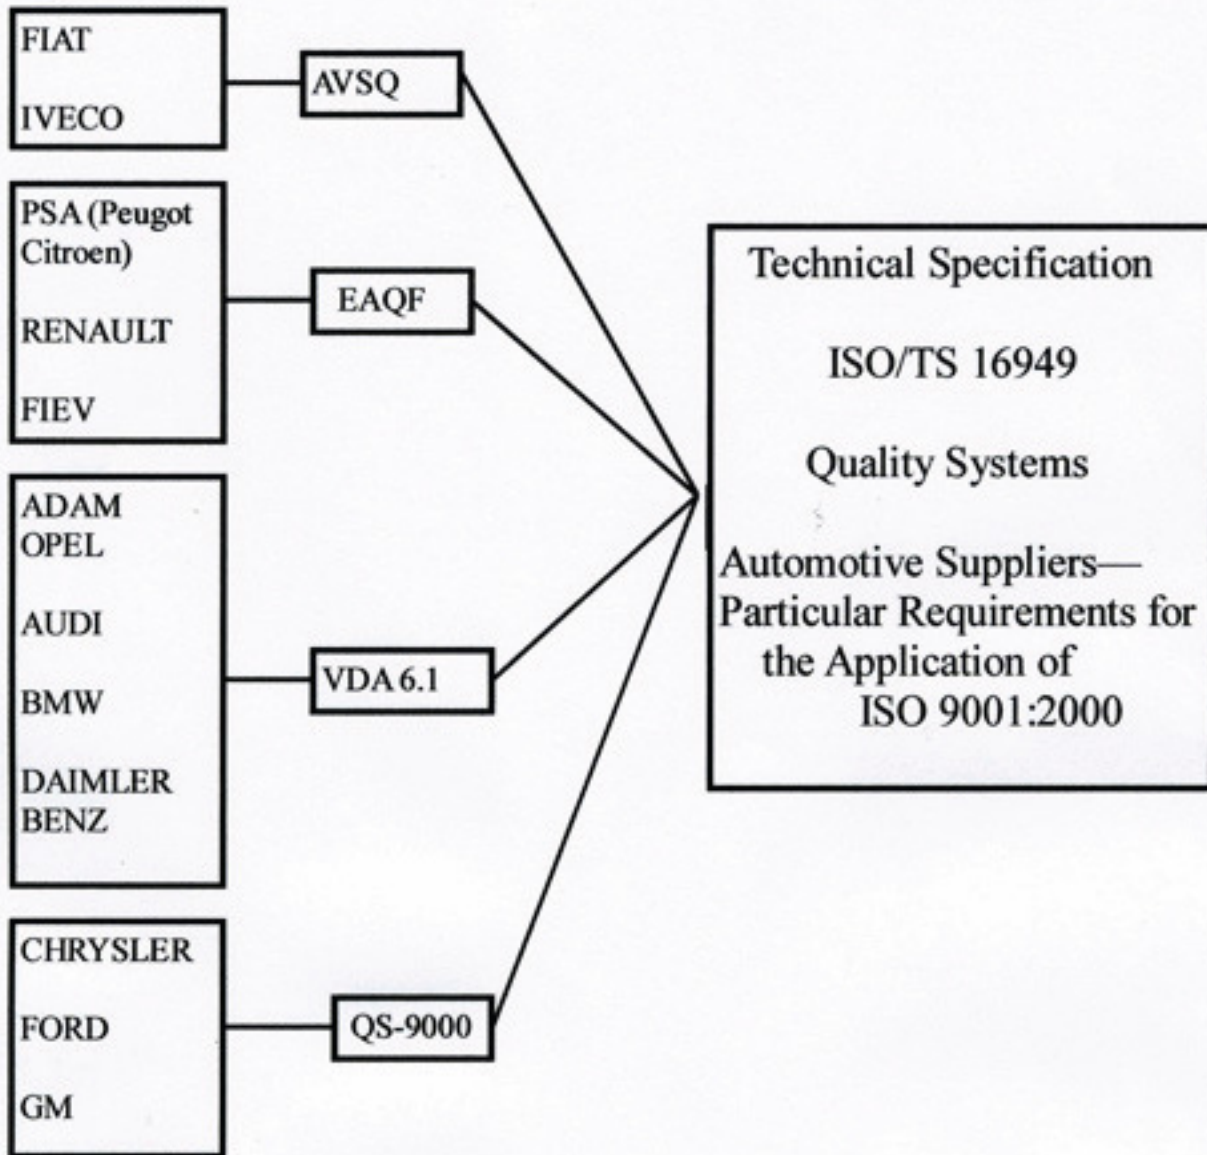 FIAT
IVECO
AVSQ
PSA (Peugot
Citroen)
RENAULT
FIEV
EAQF
ADAM
OPEL
AUDI
BMW
DAIMLER
BENZ
VDA 6.1
CHRYSLER
FORD
GM
QS-9000
Technical Specification
ISO/TS 16949
Quality Systems
Automotive Suppliers—
Particular Requirements for
the Application of
ISO 9001:2000